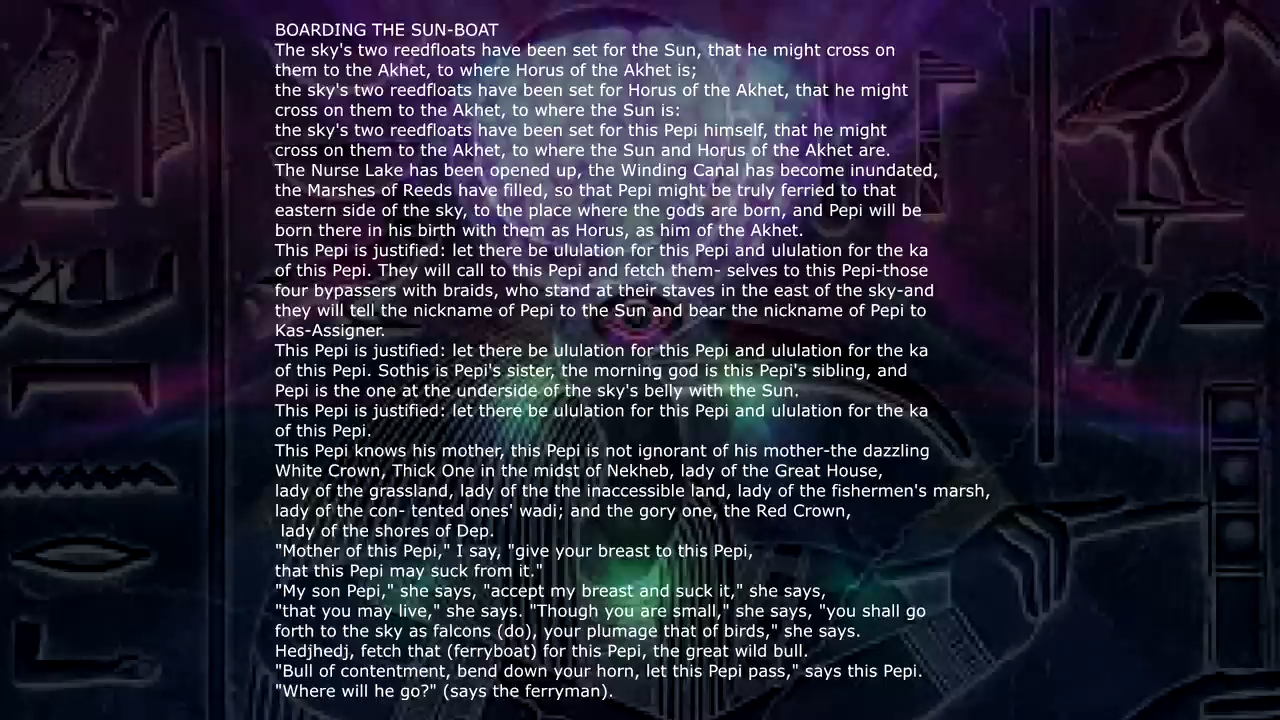 BOARDING THE SUN-BOAT
The sky's two reedfloats have been set for the Sun, that he might cross on
them to the Akhet, to where Horus of the Akhet is;
the sky's two reedfloats have been set for Horus of the Akhet, that he might
cross on them to the Akhet, to where the Sun is:
the sky's two reedfloats have been set for this Pepi himself, that he might
cross on them to the Akhet, to where the Sun and Horus of the Akhet are.
The Nurse Lake has been opened up, the Winding Canal has become inundated,
the Marshes of Reeds have filled, so that Pepi might be truly ferried to that
eastern side of the sky, to the place where the gods are born, and Pepi will be
born there in his birth with them as Horus, as him of the Akhet.
This Pepi is justified: let there be ululation for this Pepi and ululation for the ka
of this Pepi. They will call to this Pepi and fetch them- selves to this Pepi-those
four bypassers with braids, who stand at their staves in the east of the sky-and
they will tell the nickname of Pepi to the Sun and bear the nickname of Pepi to
Kas-Assigner.
This Pepi is justified: let there be ululation for this Pepi and ululation for the ka
of this Pepi. Sothis is Pepi's sister, the morning god is this Pepi's sibling, and
Pepi is the one at the underside of the sky's belly with the Sun.
This Pepi is justified: let there be ululation for this Pepi and ululation for the ka
of this Pepi.
This Pepi knows his mother, this Pepi is not ignorant of his mother-the dazzling
White Crown, Thick One in the midst of Nekheb, lady of the Great House,
lady of the grassland, lady of the the inaccessible land, lady of the fishermen's marsh,
lady of the con- tented ones' wadi; and the gory one, the Red Crown,
lady of the shores of Dep.
"Mother of this Pepi," I say, "give your breast to this Pepi,
that this Pepi may suck from it."
"My son Pepi," she says, "accept my breast and suck it," she says,
"that you may live," she says. "Though you are small," she says, "you shall go
forth to the sky as falcons (do), your plumage that of birds," she says.
Hedjhedj, fetch that (ferryboat) for this Pepi, the great wild bull.
"Bull of contentment, bend down your horn, let this Pepi pass," says this Pepi.
"Where will he go?" (says the ferryman).